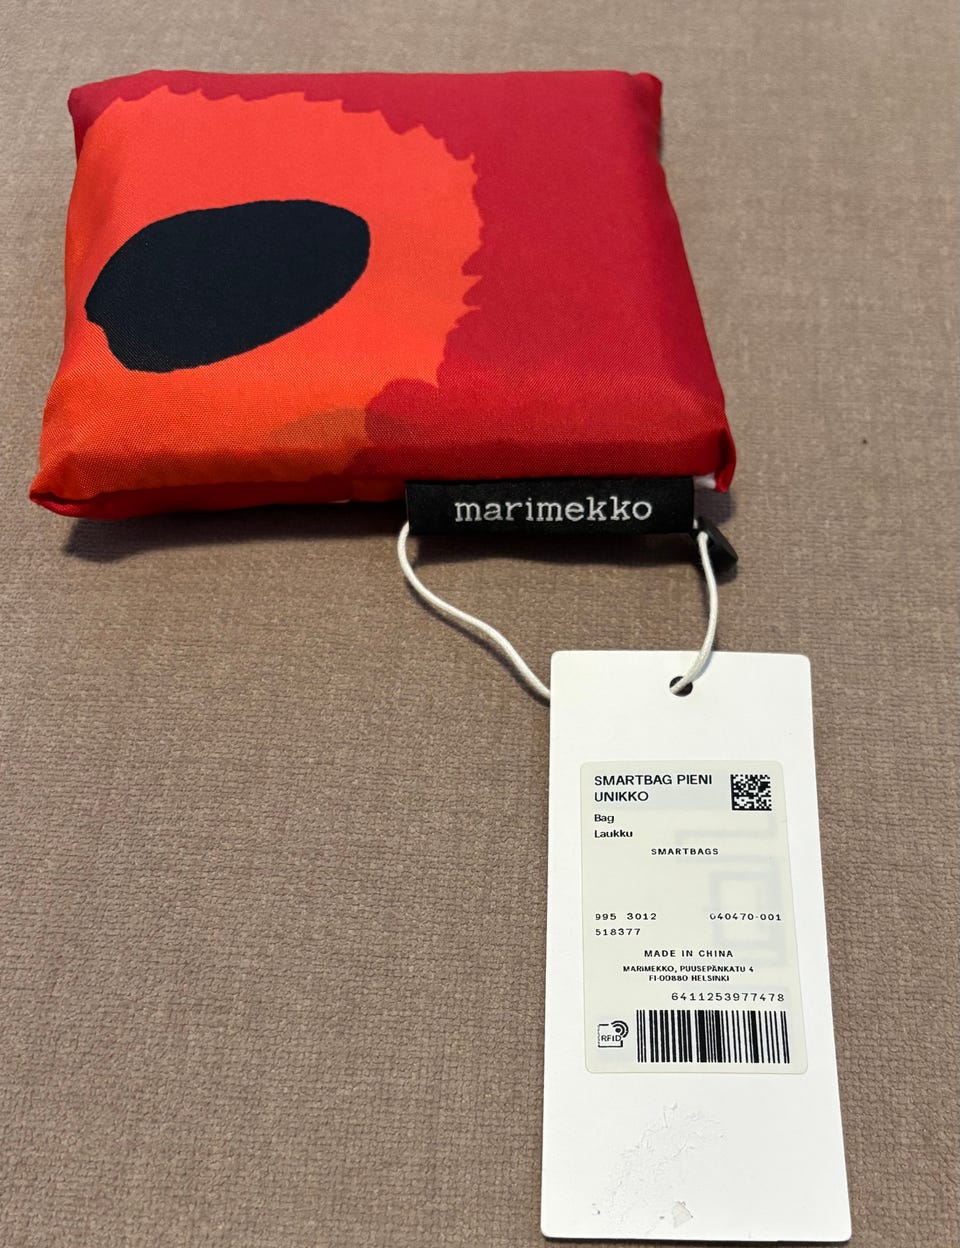 marimekko
SMARTBAG PIENI
UNIKKO
Bag
Laukku
SMARTBAGS
995 3012 040470-001
518377
MADE IN CHINA
MARIMEKKO, PUUSEPÄNKATU 4
FI-00880 HELSINKI
6411253977478
RFID